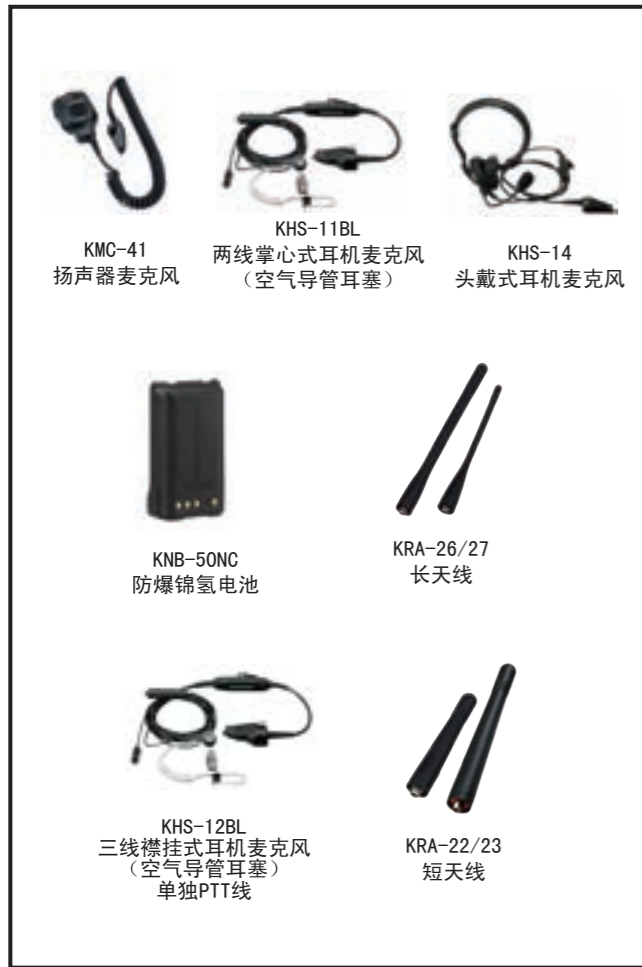 KMC-41
扬声器麦克风
KHS-11BL
两线掌心式耳机麦克风
（空气导管耳塞）
KHS-14
头戴式耳机麦克风
KNB-50NC
防爆锦氢电池
KRA-26/27
长天线
KHS-12BL
三线襟挂式耳机麦克风
（空气导管耳塞）
单独PTT线
KRA-22/23
短天线